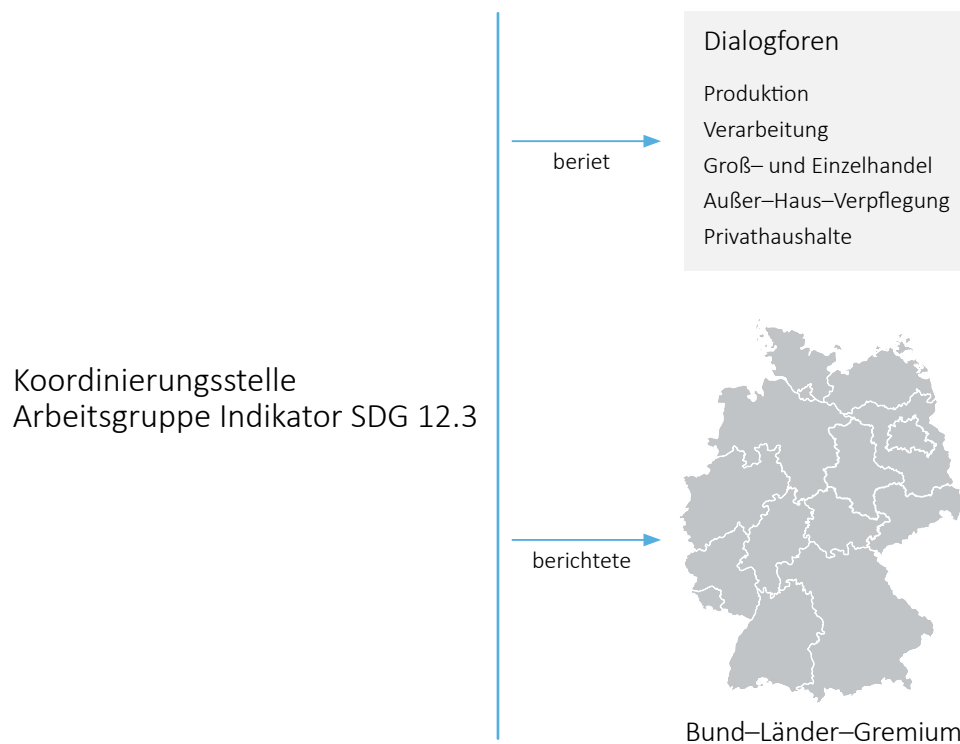 Koordinierungsstelle
Arbeitsgruppe Indikator SDG 12.3
beriet
Dialogforen
Produktion
Verarbeitung
Groß– und Einzelhandel
Außer–Haus–Verpflegung
Privathaushalte
berichtete
Bund–Länder–Gremium